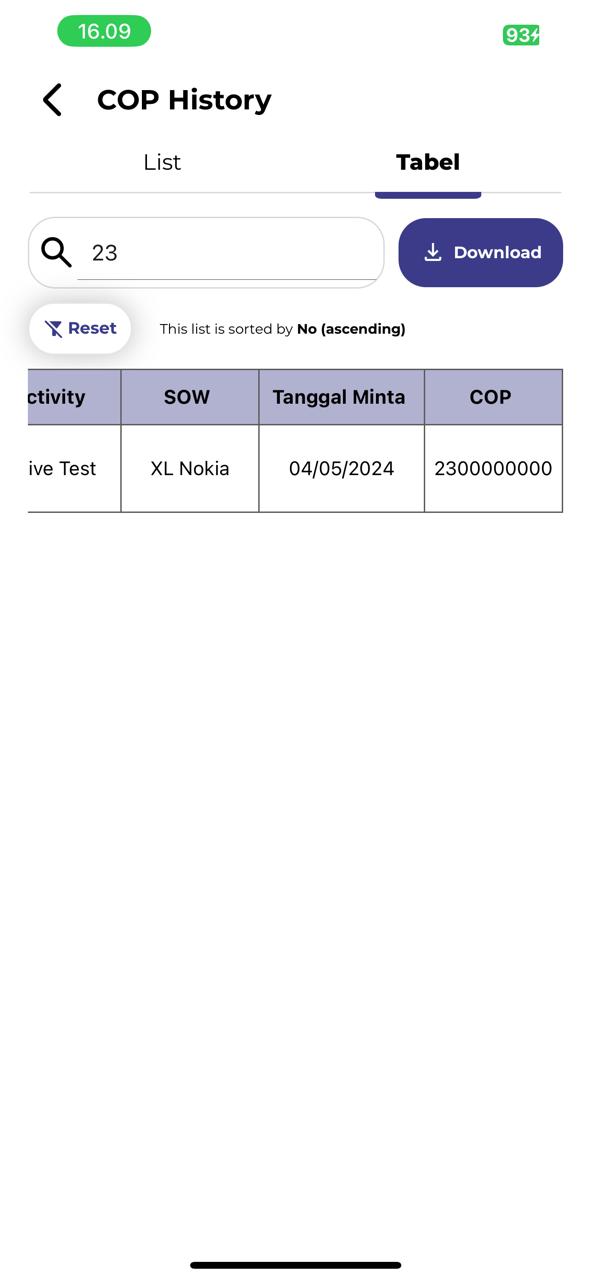 16.09
93
COP History
List Tabel
23
Download
Reset
This list is sorted by No (ascending)
ctivity SOW Tanggal Minta COP
ive Test XL Nokia 04/05/2024 2300000000